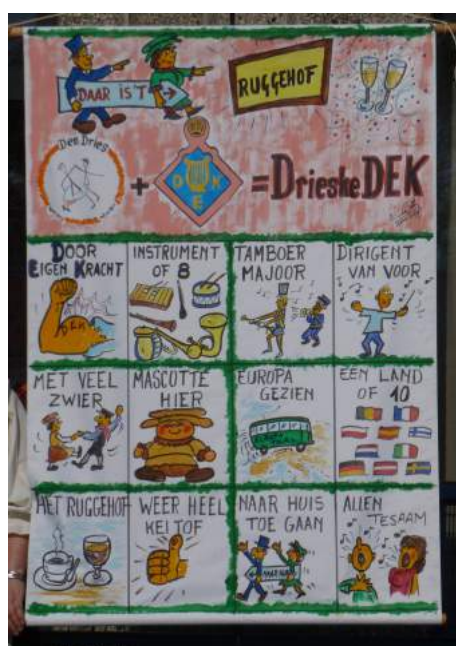 DAAR IS'T
RUGGEHOF
Den Dries
+
D K
E
= Drieske DEK
DOOR
EIGEN KRACHT
DEK
INSTRUMENT
OF 8
TAMBOER
MAJOOR
DIRIGENT
VAN VOOR
MET VEEL
ZWIER
MASCOTTE
HIER
EUROPA
GEZIEN
EEN LAND
OF 10
HET RUGGEHOF
WEER HEEL
KEITOF
NAAR HUIS
TOE GAAN
ALLEN
TESAAM